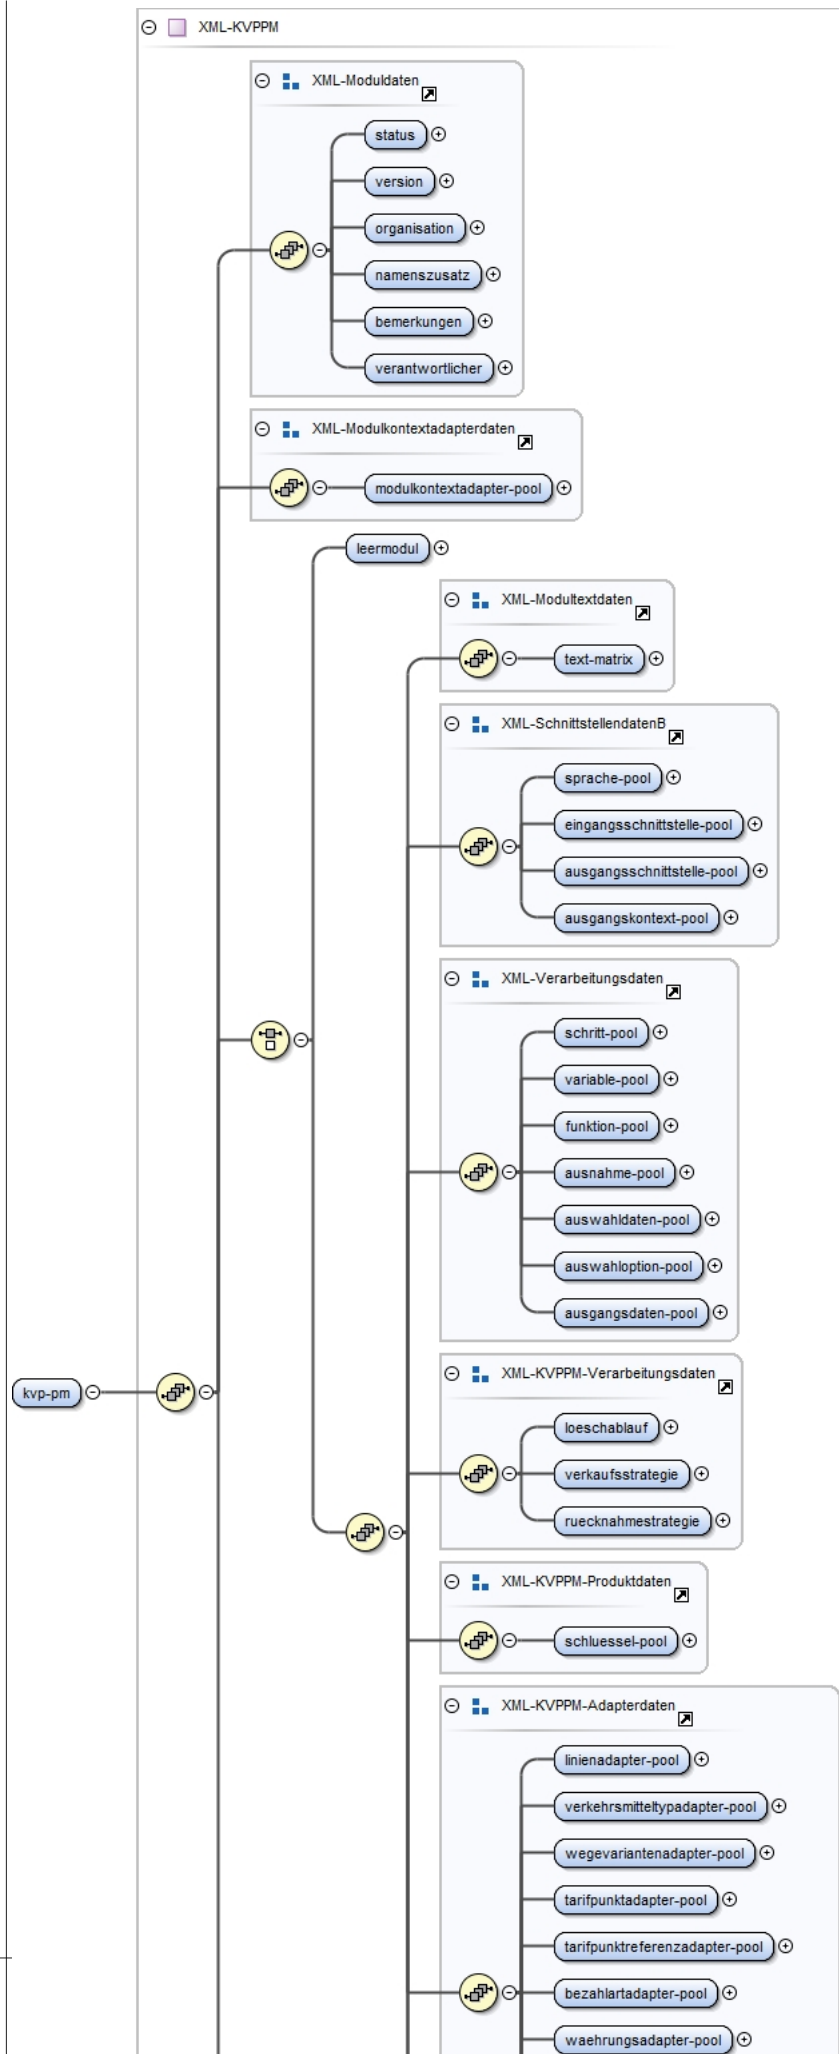 XML-KVPPM
XML-Moduldaten
status
version
organisation
namenszusatz
bemerkungen
verantwortlicher
XML-Modulkontextadapterdaten
modulkontextadapter-pool
leermodul
XML-Modultextdaten
text-matrix
XML-SchnittstellendatenB
sprache-pool
eingangsschnittstelle-pool
ausgangsschnittstelle-pool
ausgangskontext-pool
XML-Verarbeitungsdaten
schritt-pool
variable-pool
funktion-pool
ausnahme-pool
auswahldaten-pool
auswahloption-pool
ausgangsdaten-pool
XML-KVPPM-Verarbeitungsdaten
kvp-pm
loeschablauf
verkaufsstrategie
ruecknahmestrategie
XML-KVPPM-Produktdaten
schluessel-pool
XML-KVPPM-Adapterdaten
linienadapter-pool
verkehrsmitteltypadapter-pool
wegevariantenadapter-pool
tarifpunktadapter-pool
tarifpunktreferenzadapter-pool
bezahlartadapter-pool
waehrungsadapter-pool